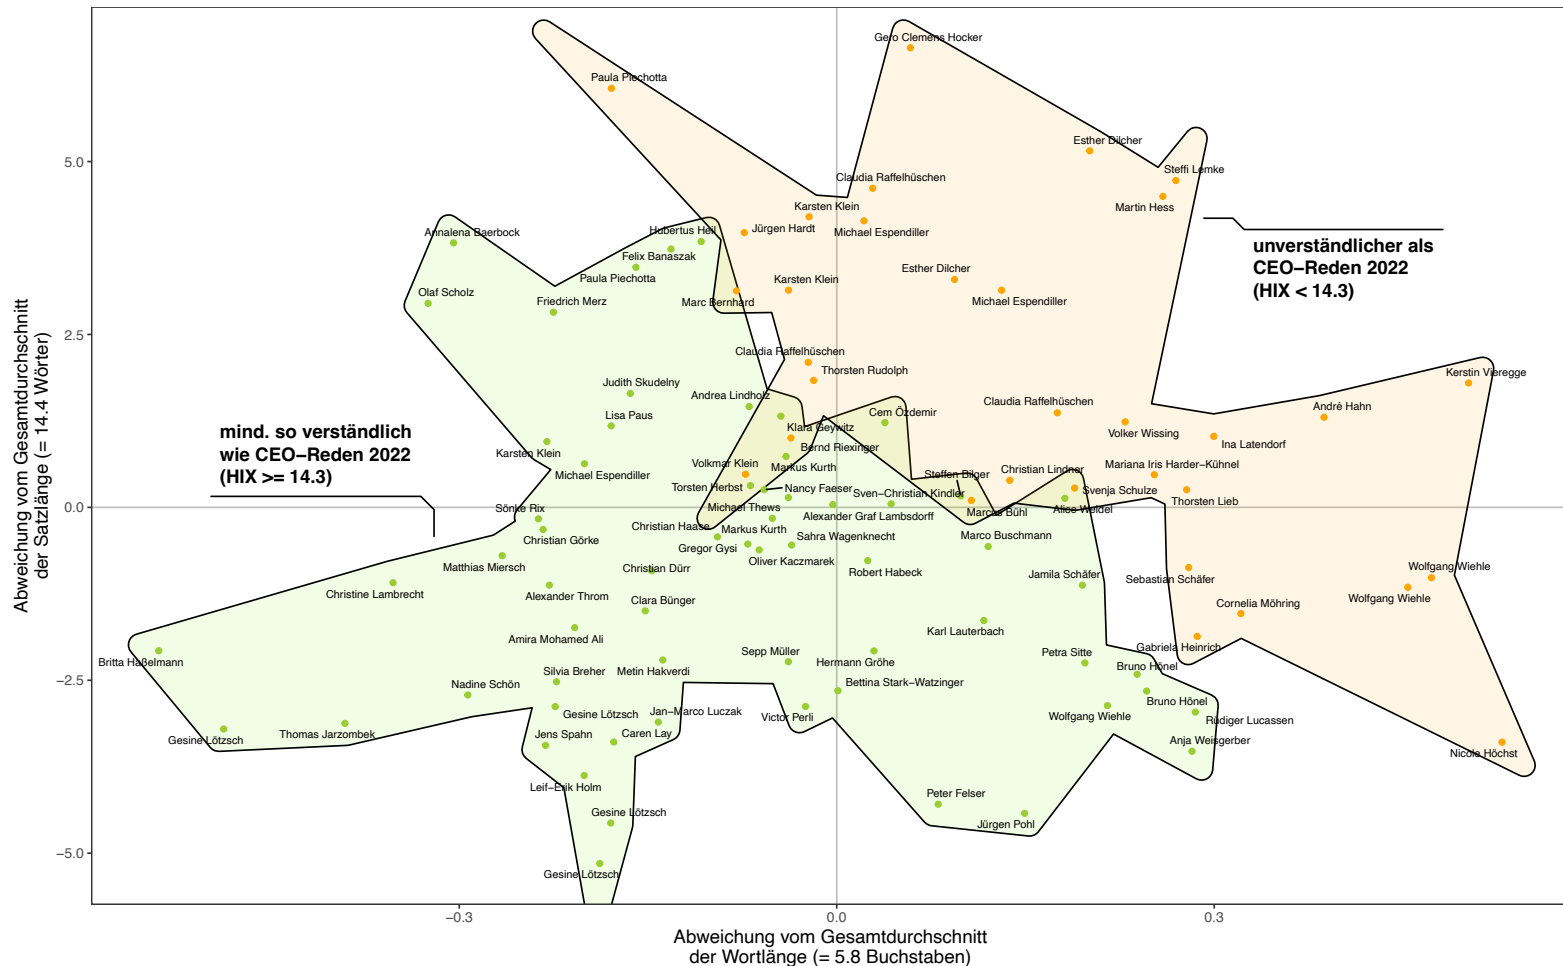 Gero Clemens Hocker
Paula Piechotta
5.0
Esther Dilcher
Steffi Lemke
Claudia Raffelhüschen
Martin Hess
Karsten Klein
Jürgen Hardt
Michael Espendiller
Annalena Baerbock
Hubertus Heil
Felix Banaszak
Paula Piechotta
unverständlicher als
CEO−Reden 2022
(HIX < 14.3)
Esther Dilcher
Karsten Klein
Olaf Scholz
Friedrich Merz
Marc Bernhard
Michael Espendiller
2.5
Claudia Raffelhüschen
Thorsten Rudolph
Kerstin Vieregge
Judith Skudelny
Andrea Lindholz
Lisa Paus
Cem Özdemir
Claudia Raffelhüschen
André Hahn
mind. so verständlich
wie CEO−Reden 2022
(HIX >= 14.3)
Klara Geywitz
Volker Wissing
Ina Latendorf
Karsten Klein
Bernd Riexinger
Michael Espendiller
Volkmar Klein
Markus Kurth
Steffen Bilger
Christian Lindner
Mariana Iris Harder−Kühnel
Torsten Herbst
Nancy Faeser
Sven−Christian Kindler
Svenja Schulze
Thorsten Lieb
0.0
Sönke Rix
Michael Thews
Alexander Graf Lambsdorff
Marcus Bühl
Alice Weidel
Christian Görke
Christian Haase
Markus Kurth
Sahra Wagenknecht
Marco Buschmann
Gregor Gysi
Oliver Kaczmarek
Matthias Miersch
Christian Dürr
Robert Habeck
Jamila Schäfer
Sebastian Schäfer
Wolfgang Wiehle
Christine Lambrecht
Alexander Throm
Clara Bünger
Wolfgang Wiehle
Cornelia Möhring
Amira Mohamed Ali
Karl Lauterbach
Gabriela Heinrich
Britta Haßelmann
Sepp Müller
Hermann Gröhe
Petra Sitte
Silvia Breher
Metin Hakverdi
Bruno Hönel
−2.5
Nadine Schön
Bettina Stark−Watzinger
Bruno Hönel
Gesine Lötzsch
Jan−Marco Luczak
Victor Perli
Wolfgang Wiehle
Rüdiger Lucassen
Gesine Lötzsch
Thomas Jarzombek
Jens Spahn
Caren Lay
Anja Weisgerber
Nicole Höchst
Leif−Erik Holm
Peter Felser
Gesine Lötzsch
Jürgen Pohl
−5.0
Gesine Lötzsch
−0.3
0.0
0.3
Abweichung vom Gesamtdurchschnitt
der Wortlänge (= 5.8 Buchstaben)
Abweichung vom Gesamtdurchschnitt
der Satzlänge (= 14.4 Wörter)